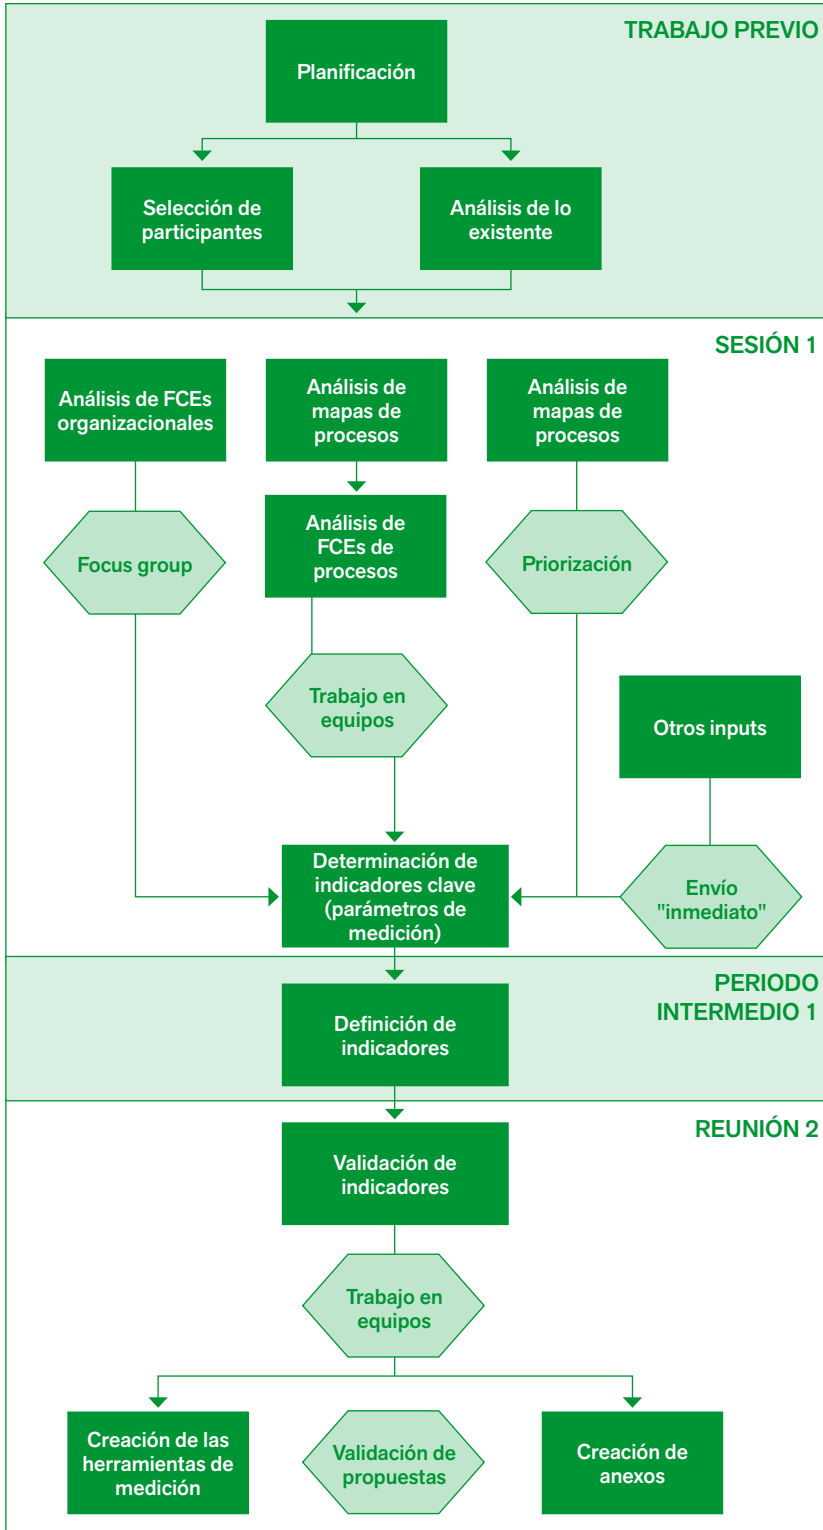 TRABAJO PREVIO
Planificación
Selección de
participantes
Análisis de lo
existente
SESIÓN 1
Análisis de FCEs
organizacionales
Análisis de
mapas de
procesos
Análisis de
mapas de
procesos
Análisis de
FCEs de
procesos
Focus group
Priorización
Trabajo en
equipos
Otros inputs
Determinación de
indicadores clave
(parámetros de
medición)
Envío
"inmediato"
PERIODO
INTERMEDIO 1
Definición de
indicadores
REUNIÓN 2
Validación de
indicadores
Trabajo en
equipos
Creación de las
herramientas de
medición
Validación de
propuestas
Creación de
anexos